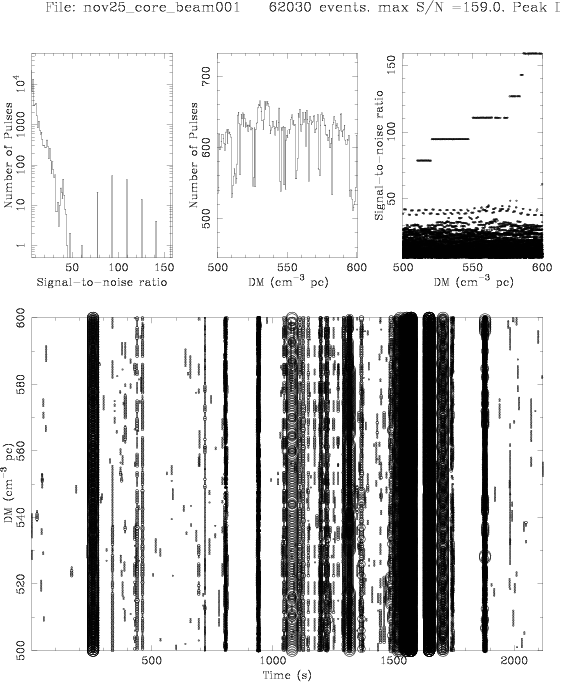 File: nov25_core_beam001 62030 events. max S/N =159.0. Peak I
Number of Pulses
10⁴
1000
100
10
1
50 100 150
Signal−to−noise ratio
Number of Pulses
700
600
500
500 550 600
DM (cm⁻³ pc)
Signal−to−noise ratio
150
100
50
500 550 600
DM (cm⁻³ pc)
DM (cm⁻³ pc)
600
580
560
540
520
500
500 1000 1500 2000
Time (s)